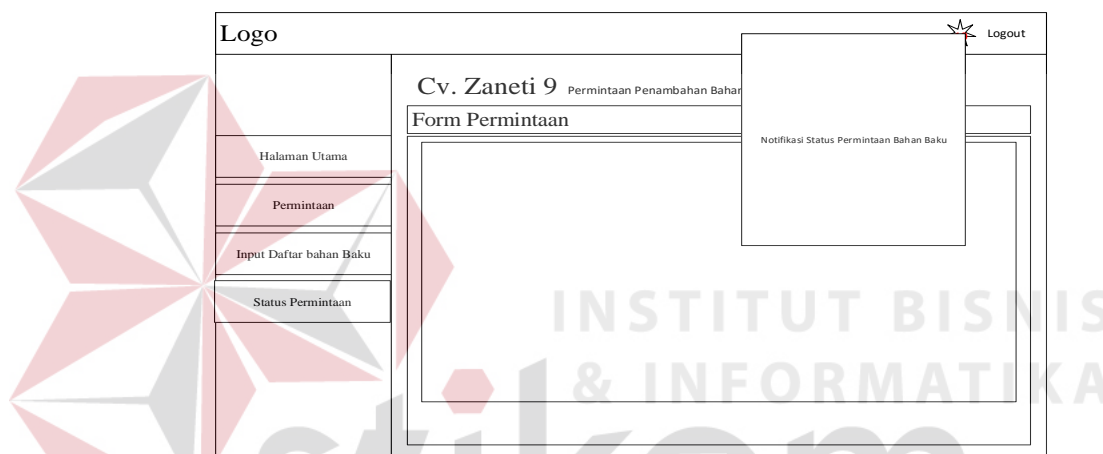 Logo
Logout
Cv. Zaneti 9 Permintaan Penambahan Bahan
Form Permintaan
Notifikasi Status Permintaan Bahan Baku
Halaman Utama
Permintaan
Input Daftar bahan Baku
Status Permintaan
INSTITUT BISNIS
& INFORMATIKA
stikom